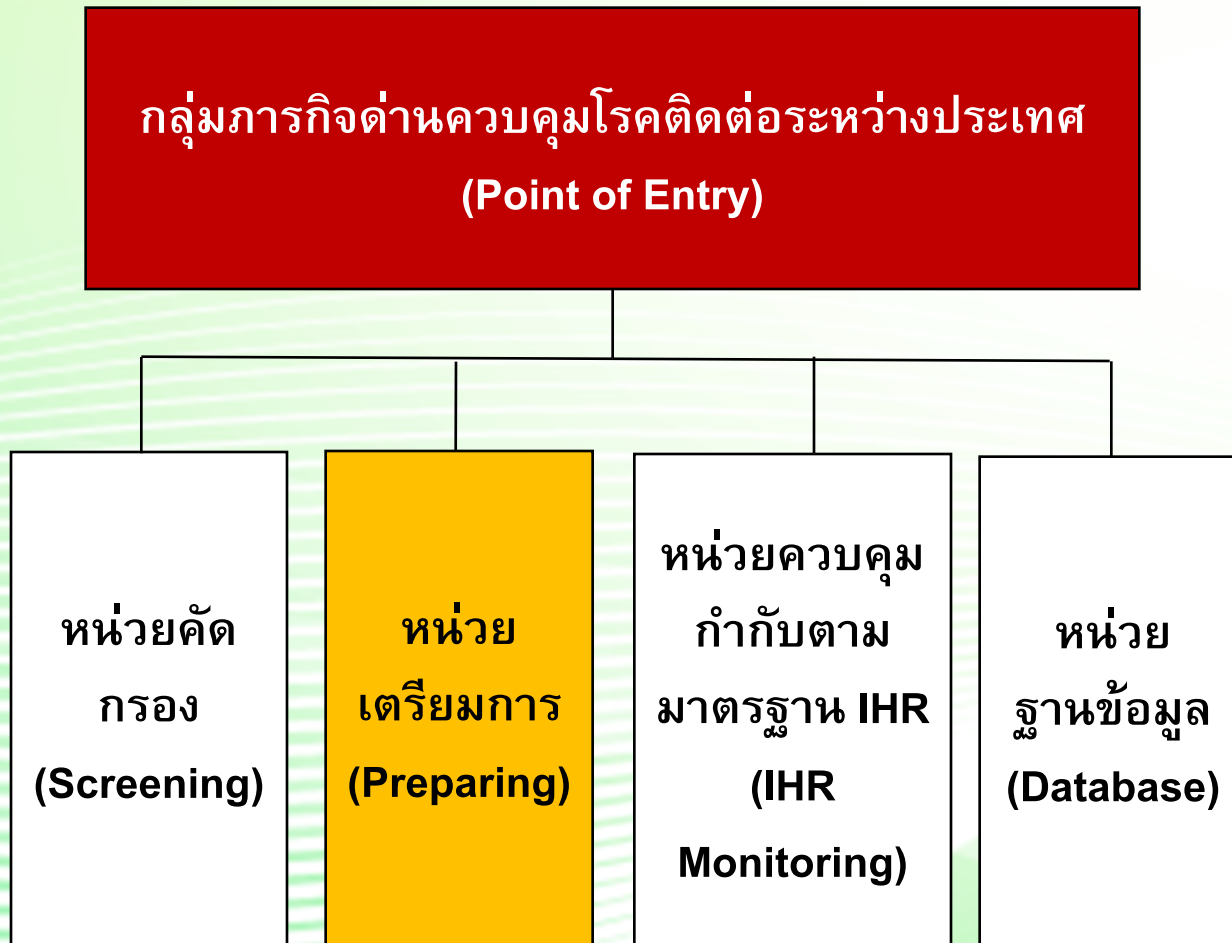 กลุ่มภารกิจด่านควบคุมโรคติดต่อระหว่างประเทศ
(Point of Entry)
หน่วยคัด
กรอง
(Screening)
หน่วย
เตรียมการ
(Preparing)
หน่วยควบคุม
กำกับตาม
มาตรฐาน IHR
(IHR
Monitoring)
หน่วย
ฐานข้อมูล
(Database)